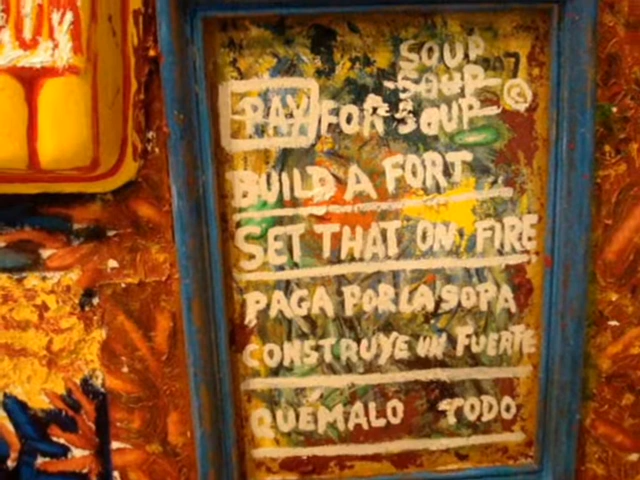 SOUP
SOUP
PAY FOR SOUP ©
BUILD A FORT
SET THAT ON FIRE
PAGA POR LA SOPA
CONSTRUYE UN FUERTE
QUÉMALO TODO